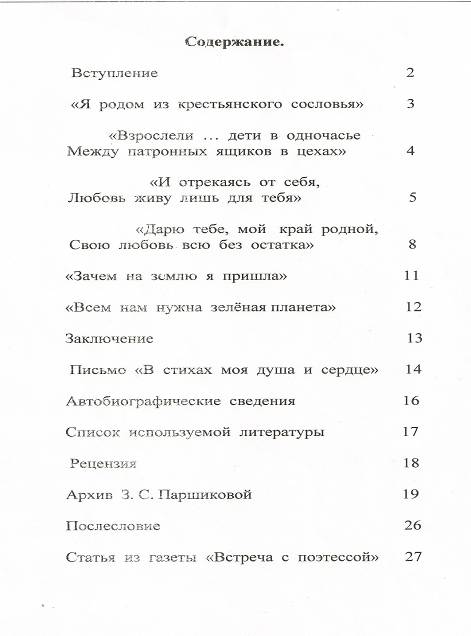 Содержание.
Вступление 2
«Я родом из крестьянского сословья» 3
«Взрослели ... дети в одночасье
Между патронных ящиков в цехах» 4
«И отрекаясь от себя,
Любовь живу лишь для тебя» 5
«Дарю тебе, мой край родной,
Свою любовь всю без остатка» 8
«Зачем на землю я пришла» 11
«Всем нам нужна зелёная планета» 12
Заключение 13
Письмо «В стихах моя душа и сердце» 14
Автобиографические сведения 16
Список используемой литературы 17
Рецензия 18
Архив З. С. Паршиковой 19
Послесловие 26
Статья из газеты «Встреча с поэтессой» 27